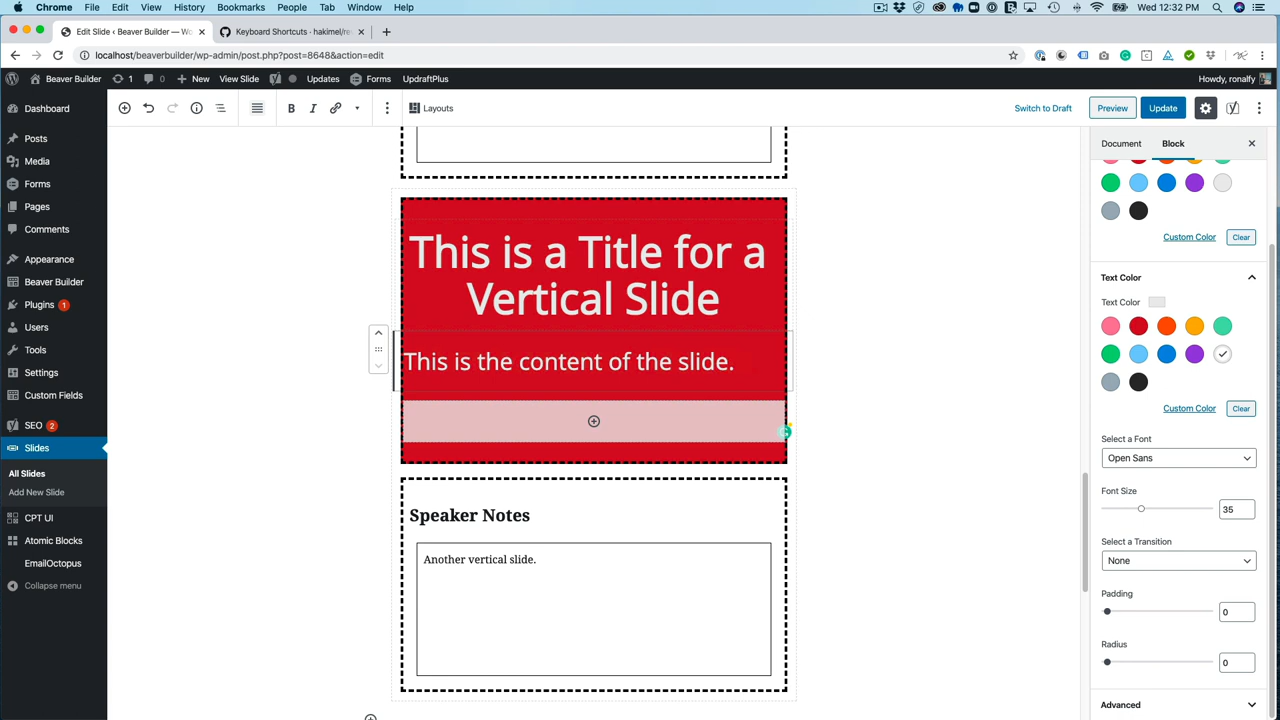 Chrome File Edit View History Bookmarks People Tab Window Help
Wed 12:32 PM
Edit Slide ‹ Beaver Builder — Wo
Keyboard Shortcuts · hakimel/re
localhost/beaverbuilder/wp-admin/post.php?post=8648&action=edit
Beaver Builder 1 0 New View Slide Updates Forms UpdraftPlus
Howdy, ronalfy
Dashboard
Posts
Media
Forms
Pages
Comments
Appearance
Beaver Builder
Plugins 1
Users
Tools
Settings
Custom Fields
SEO 2
Slides
All Slides
Add New Slide
CPT UI
Atomic Blocks
EmailOctopus
Collapse menu
B I Layouts
Switch to Draft Preview Update
This is a Title for a
Vertical Slide
This is the content of the slide.
Speaker Notes
Another vertical slide.
Document Block
Custom Color Clear
Text Color
Text Color
Custom Color Clear
Select a Font
Open Sans
Font Size
35
Select a Transition
None
Padding
0
Radius
0
Advanced